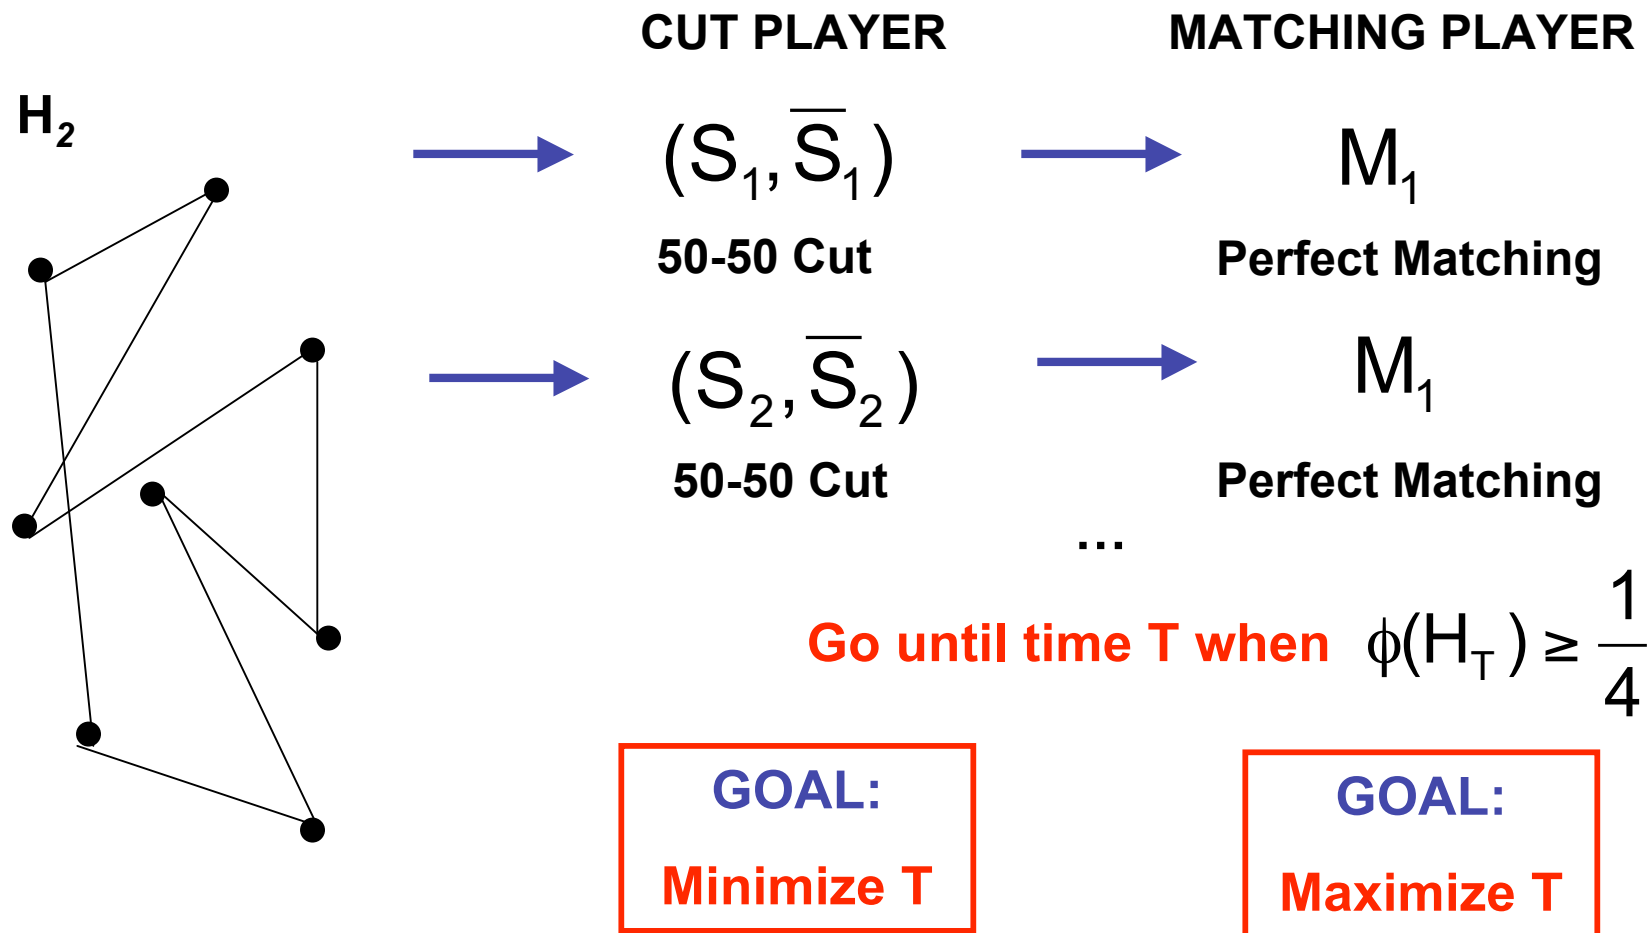 CUT PLAYER MATCHING PLAYER
H₂
(S₁, S̅₁) M₁
50-50 Cut Perfect Matching
(S₂, S̅₂) M₁
50-50 Cut Perfect Matching
...
Go until time T when ϕ(H_T) ≥ 1/4
GOAL: GOAL:
Minimize T Maximize T